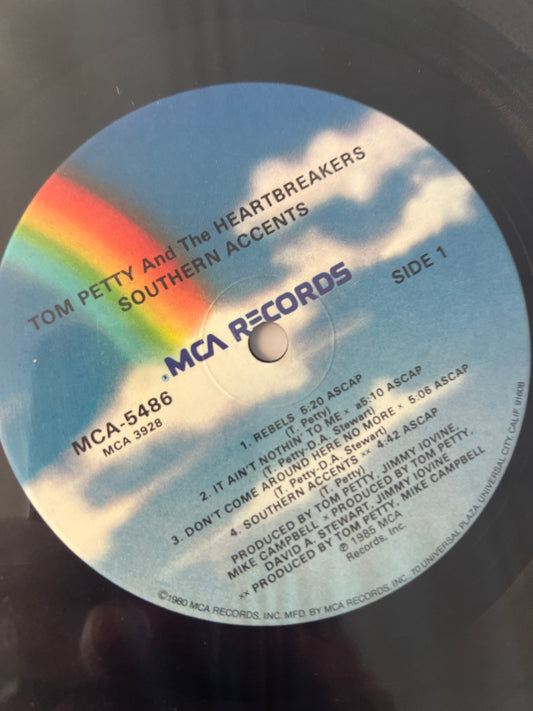 TOM PETTY And The HEARTBREAKERS
SOUTHERN ACCENTS
SIDE 1
MCA RECORDS
®
MCA-5486
MCA 3928
1. REBELS 5:20 ASCAP
(T. Petty)
2. IT AIN'T NOTHIN' TO ME × a5:10 ASCAP
(T. Petty-D.A. Stewart)
3. DON'T COME AROUND HERE NO MORE × 5:06 ASCAP
(T. Petty-D.A. Stewart)
4. SOUTHERN ACCENTS ×× 4:42 ASCAP
(T. Petty)
PRODUCED BY TOM PETTY, JIMMY IOVINE,
MIKE CAMPBELL × PRODUCED BY TOM PETTY,
DAVID A. STEWART, JIMMY IOVINE
×× PRODUCED BY TOM PETTY, MIKE CAMPBELL
℗ 1985 MCA
Records, Inc.
©1980 MCA RECORDS, INC. MFD. BY MCA RECORDS, INC. 70 UNIVERSAL PLAZA, UNIVERSAL CITY, CALIF. 91608